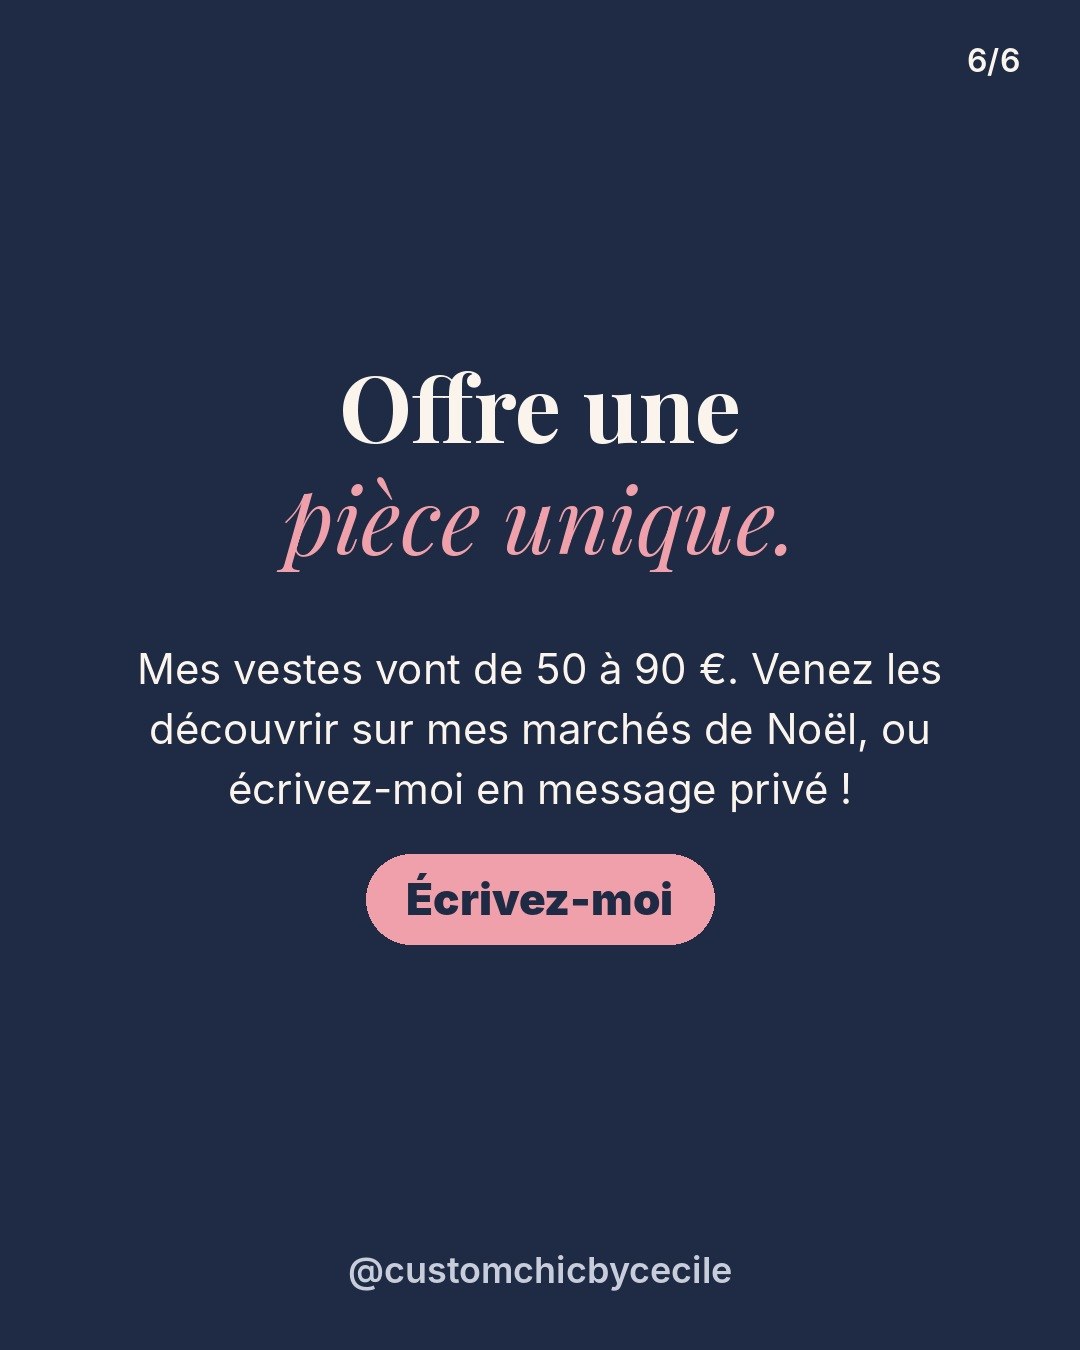 6/6
Offre une
pièce unique.
Mes vestes vont de 50 à 90 €. Venez les
découvrir sur mes marchés de Noël, ou
écrivez-moi en message privé !
Écrivez-moi
@customchicbycecile